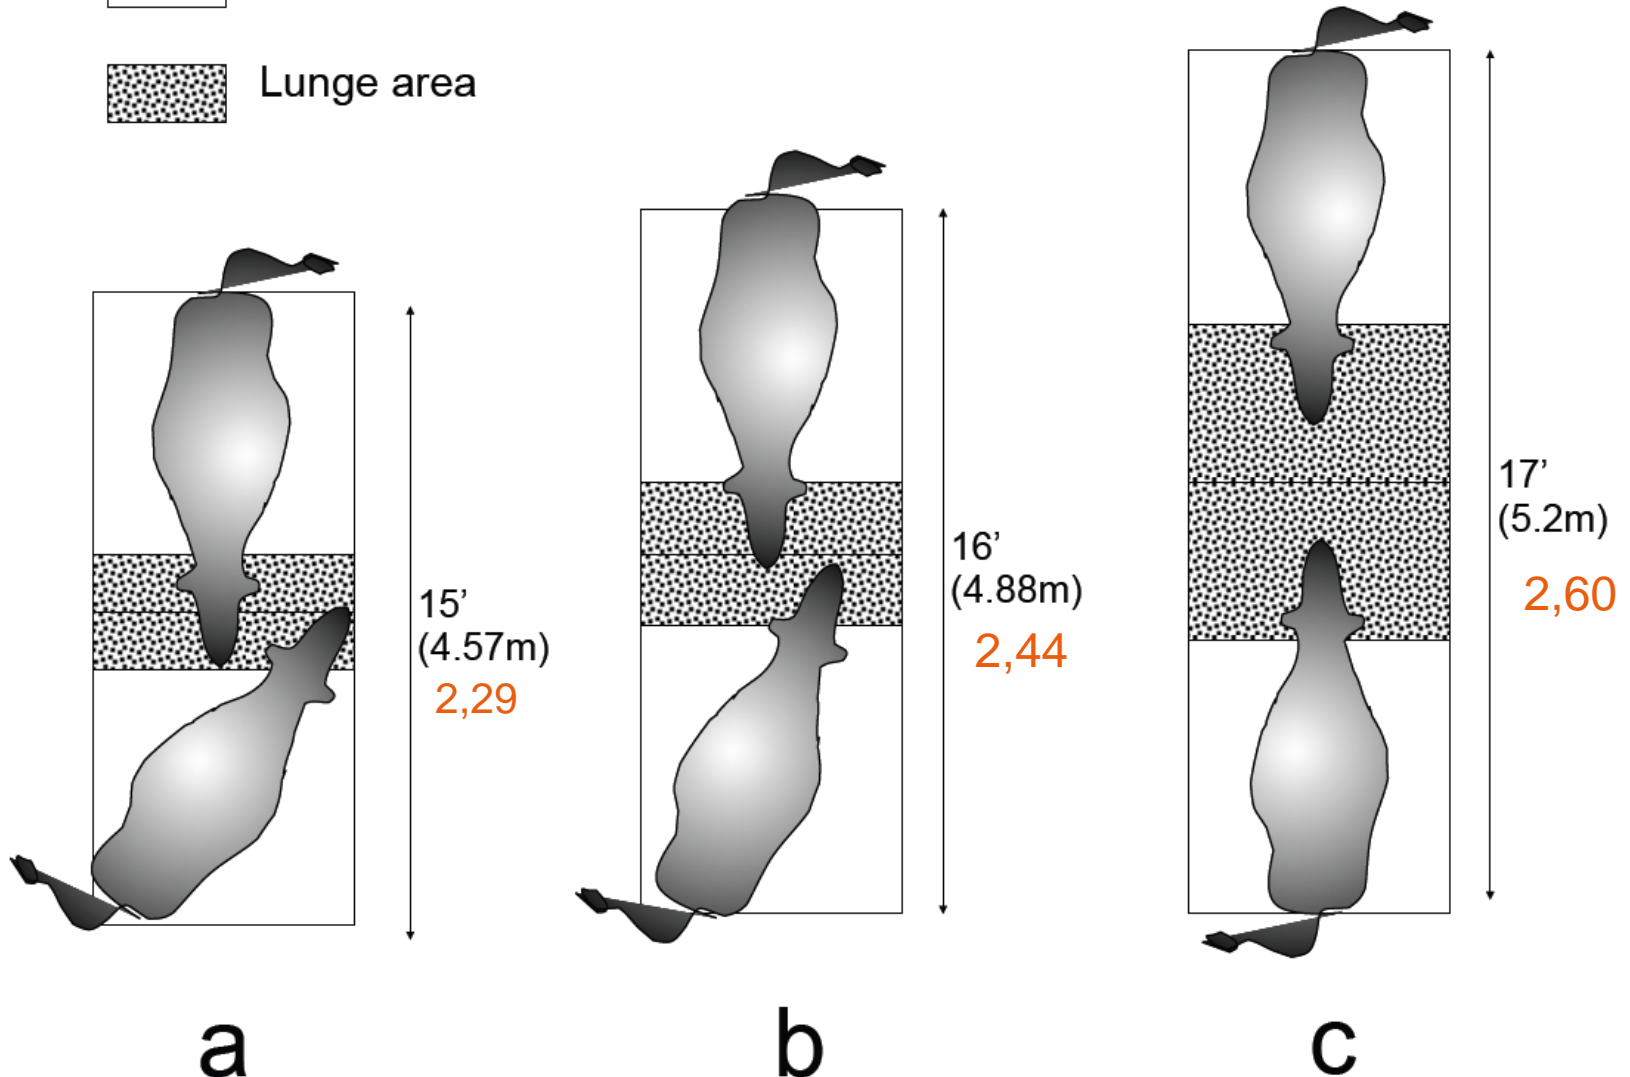 Lunge area
15’
(4.57m)
2,29
16’
(4.88m)
2,44
17’
(5.2m)
2,60
a
b
c